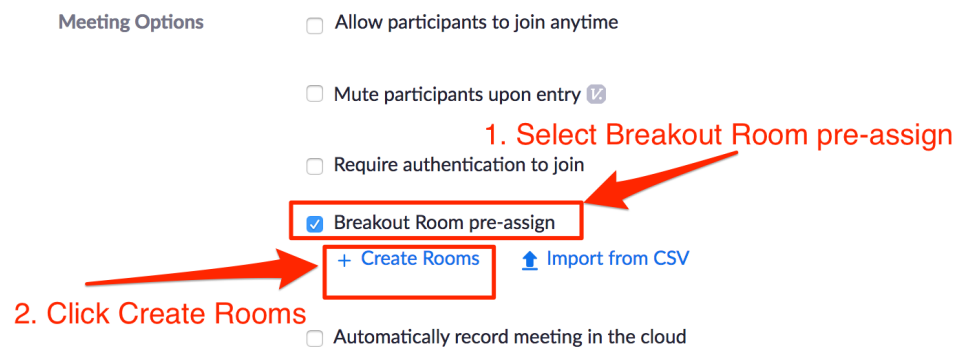 Meeting Options
Allow participants to join anytime
Mute participants upon entry
1. Select Breakout Room pre-assign
Require authentication to join
Breakout Room pre-assign
+ Create Rooms
Import from CSV
2. Click Create Rooms
Automatically record meeting in the cloud